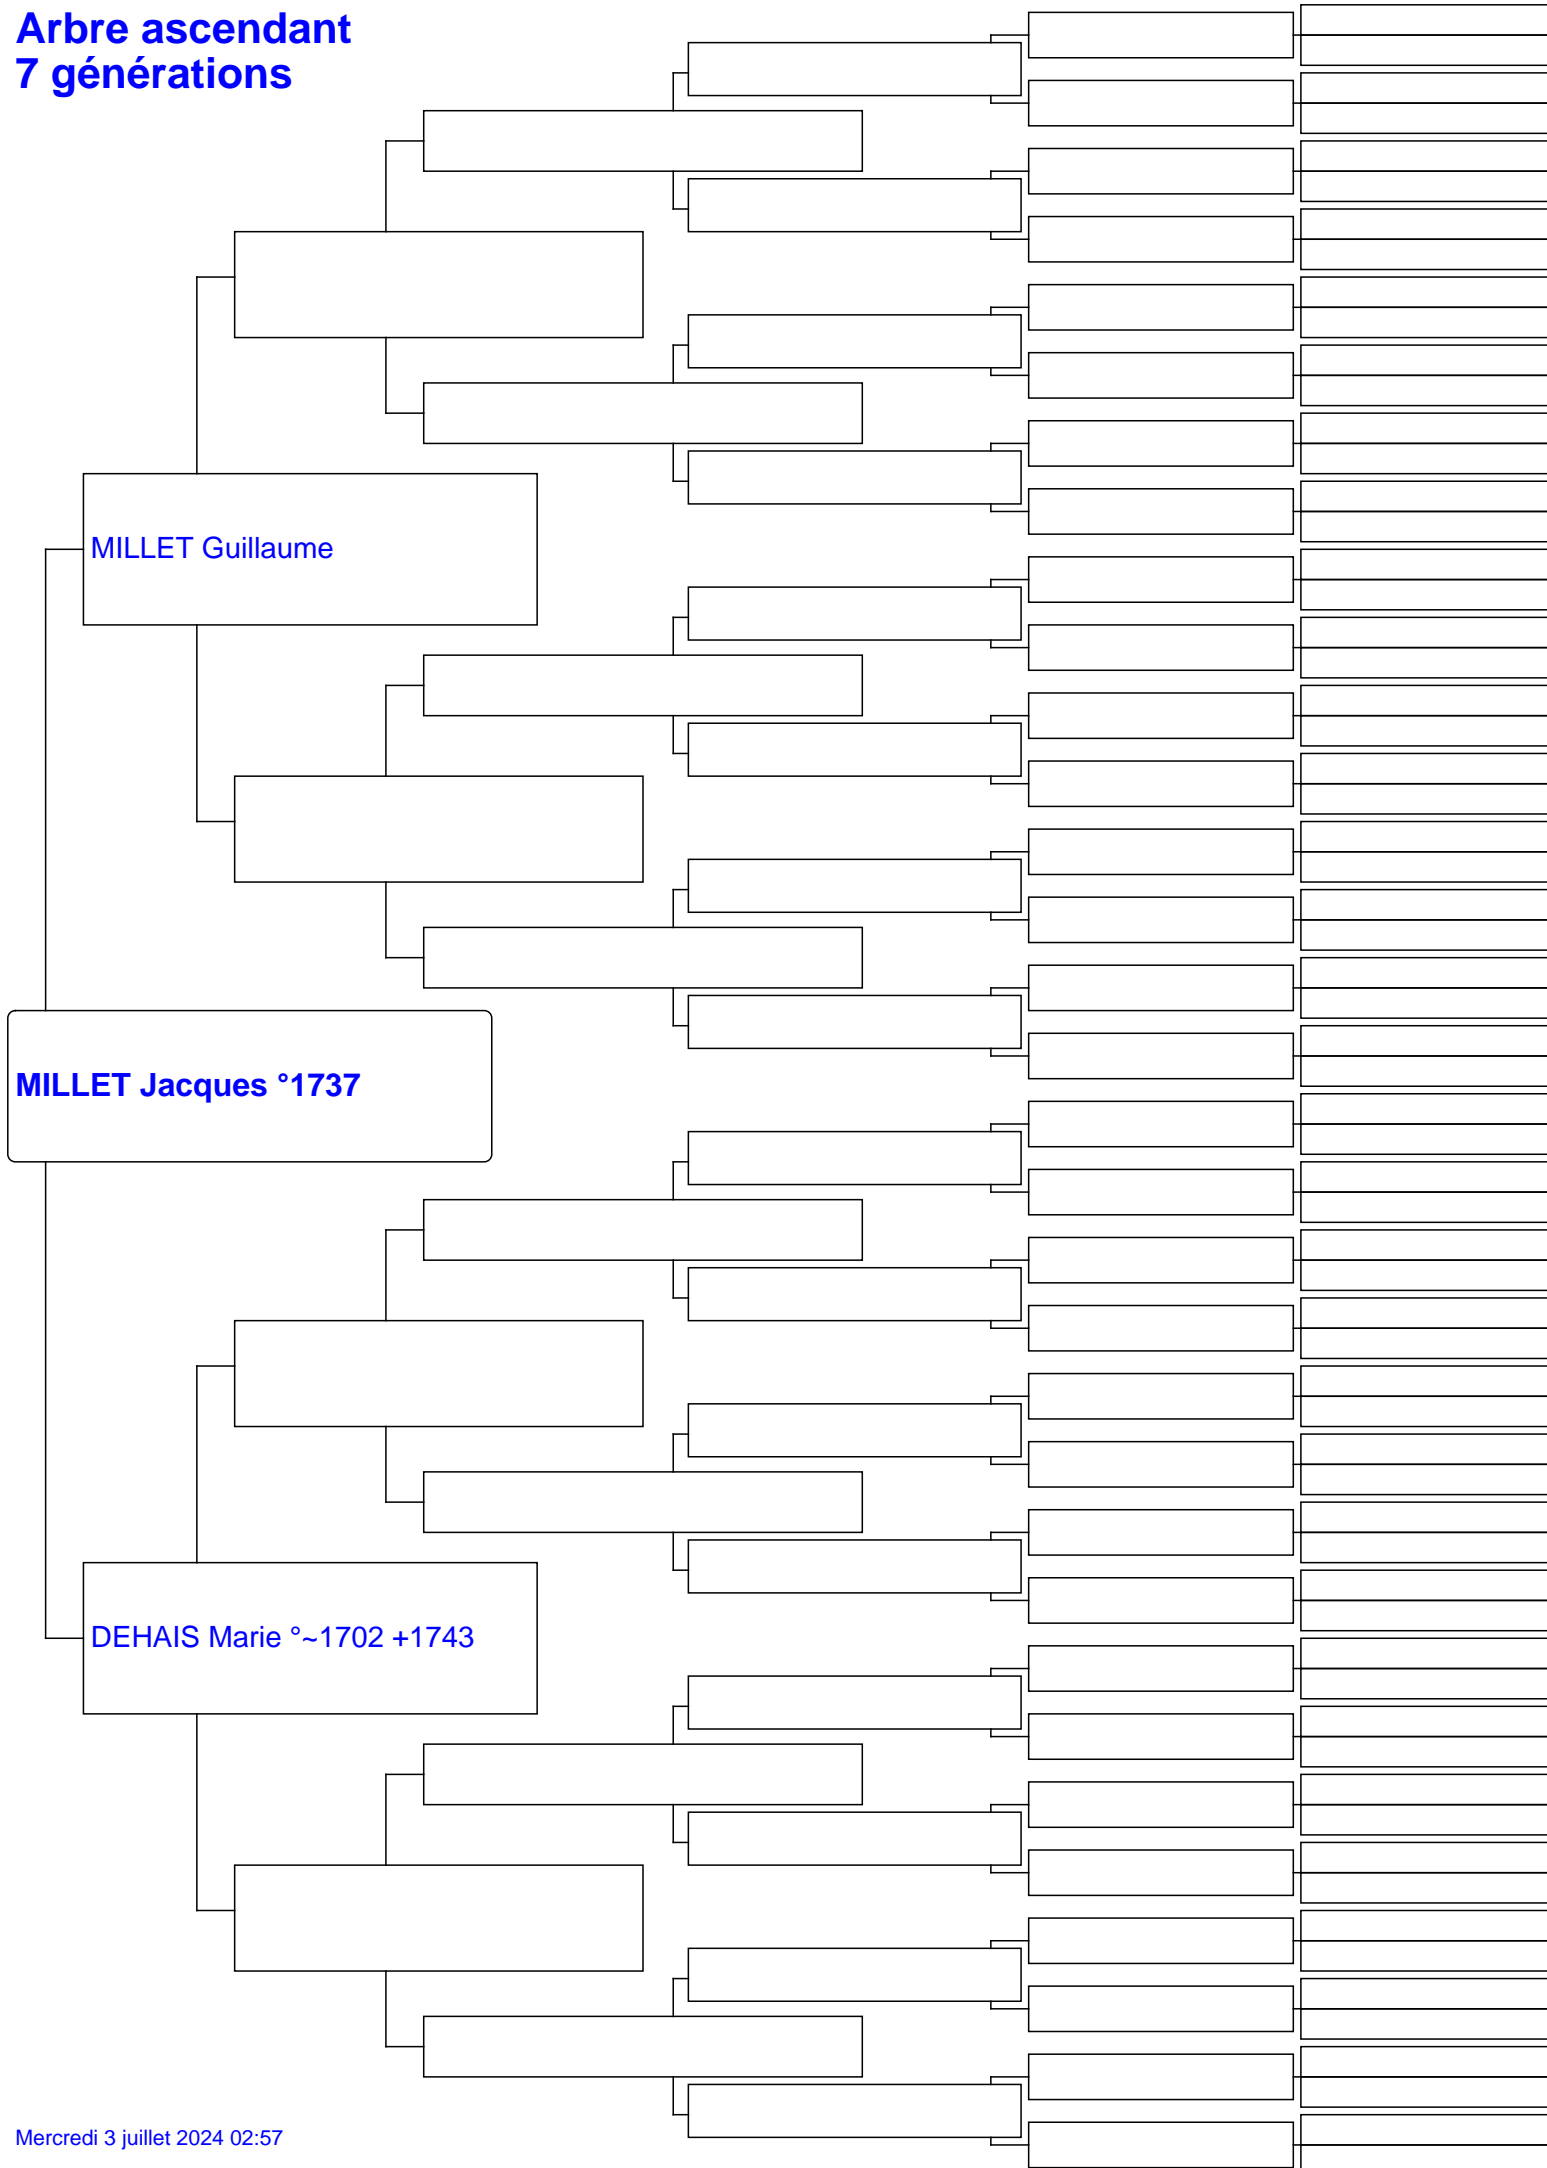 Arbre ascendant
7 générations
MILLET Guillaume
MILLET Jacques °1737
DEHAIS Marie °~1702 +1743
Mercredi 3 juillet 2024 02:57